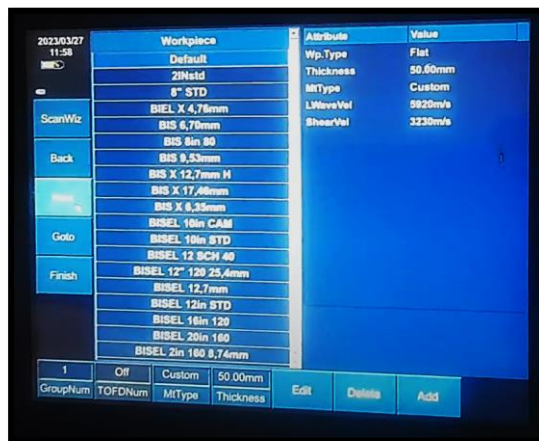 2023/03/27
11:58
ScanWiz
Back
Goto
Finish
Workpiece
Default
2INstd
8" STD
BIEL X 4,76mm
BIS 6,70mm
BIS 8in 80
BIS 9,53mm
BIS X 12,7mm H
BIS X 17,46mm
BIS X 6,35mm
BISEL 10in CAM
BISEL 10in STD
BISEL 12 SCH 40
BISEL 12" 120 25,4mm
BISEL 12,7mm
BISEL 12in STD
BISEL 16in 120
BISEL 20in 160
BISEL 2in 160 8,74mm
Attribute Value
Wp.Type Flat
Thickness 50.00mm
MtType Custom
LWaveVel 5920m/s
ShearVel 3230m/s
1 Off Custom 50.00mm
GroupNum TOFDNum MtType Thickness Edit Delete Add